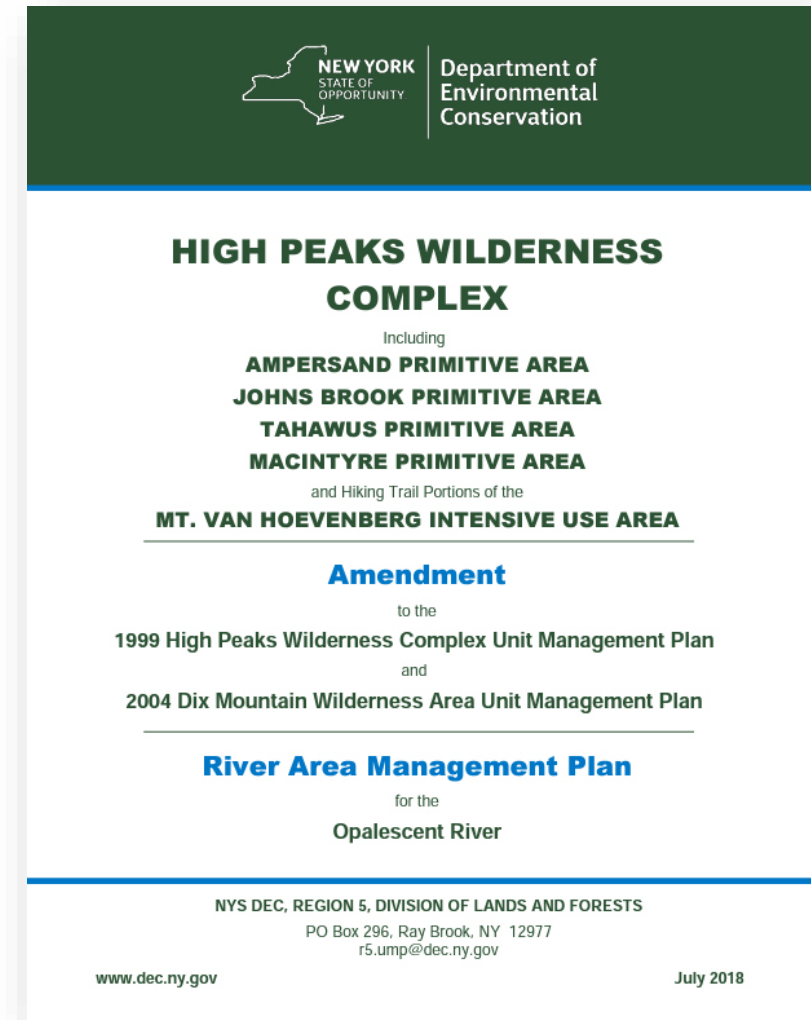 NEW YORK
STATE OF
OPPORTUNITY
Department of
Environmental
Conservation
HIGH PEAKS WILDERNESS
COMPLEX
Including
AMPERSAND PRIMITIVE AREA
JOHNS BROOK PRIMITIVE AREA
TAHAWUS PRIMITIVE AREA
MACINTYRE PRIMITIVE AREA
and Hiking Trail Portions of the
MT. VAN HOEVENBERG INTENSIVE USE AREA
Amendment
to the
1999 High Peaks Wilderness Complex Unit Management Plan
and
2004 Dix Mountain Wilderness Area Unit Management Plan
River Area Management Plan
for the
Opalescent River
NYS DEC, REGION 5, DIVISION OF LANDS AND FORESTS
PO Box 296, Ray Brook, NY 12977
r5.ump@dec.ny.gov
www.dec.ny.gov July 2018